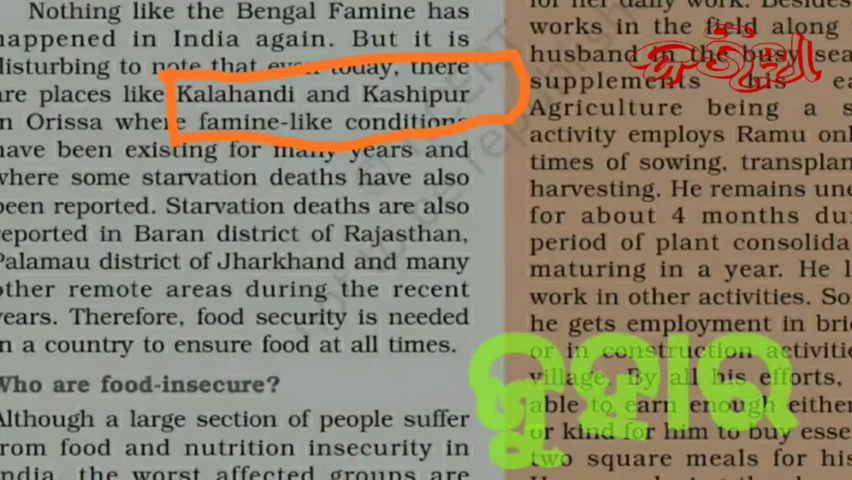 Nothing like the Bengal Famine has
happened in India again. But it is
disturbing to note that even today, there
are places like Kalahandi and Kashipur
in Orissa where famine-like conditions
have been existing for many years and
where some starvation deaths have also
been reported. Starvation deaths are also
reported in Baran district of Rajasthan,
Palamau district of Jharkhand and many
other remote areas during the recent
years. Therefore, food security is needed
in a country to ensure food at all times.
Who are food-insecure?
Although a large section of people suffer
from food and nutrition insecurity in
India, the worst affected groups are
for her daily work. Besides
works in the field along
husband in the busy sea
supplements this ea
Agriculture being a s
activity employs Ramu onl
times of sowing, transplan
harvesting. He remains une
for about 4 months du
period of plant consolida
maturing in a year. He l
work in other activities. So
he gets employment in bri
or in construction activitie
village. By all his efforts,
able to earn enough either
or kind for him to buy esse
two square meals for his